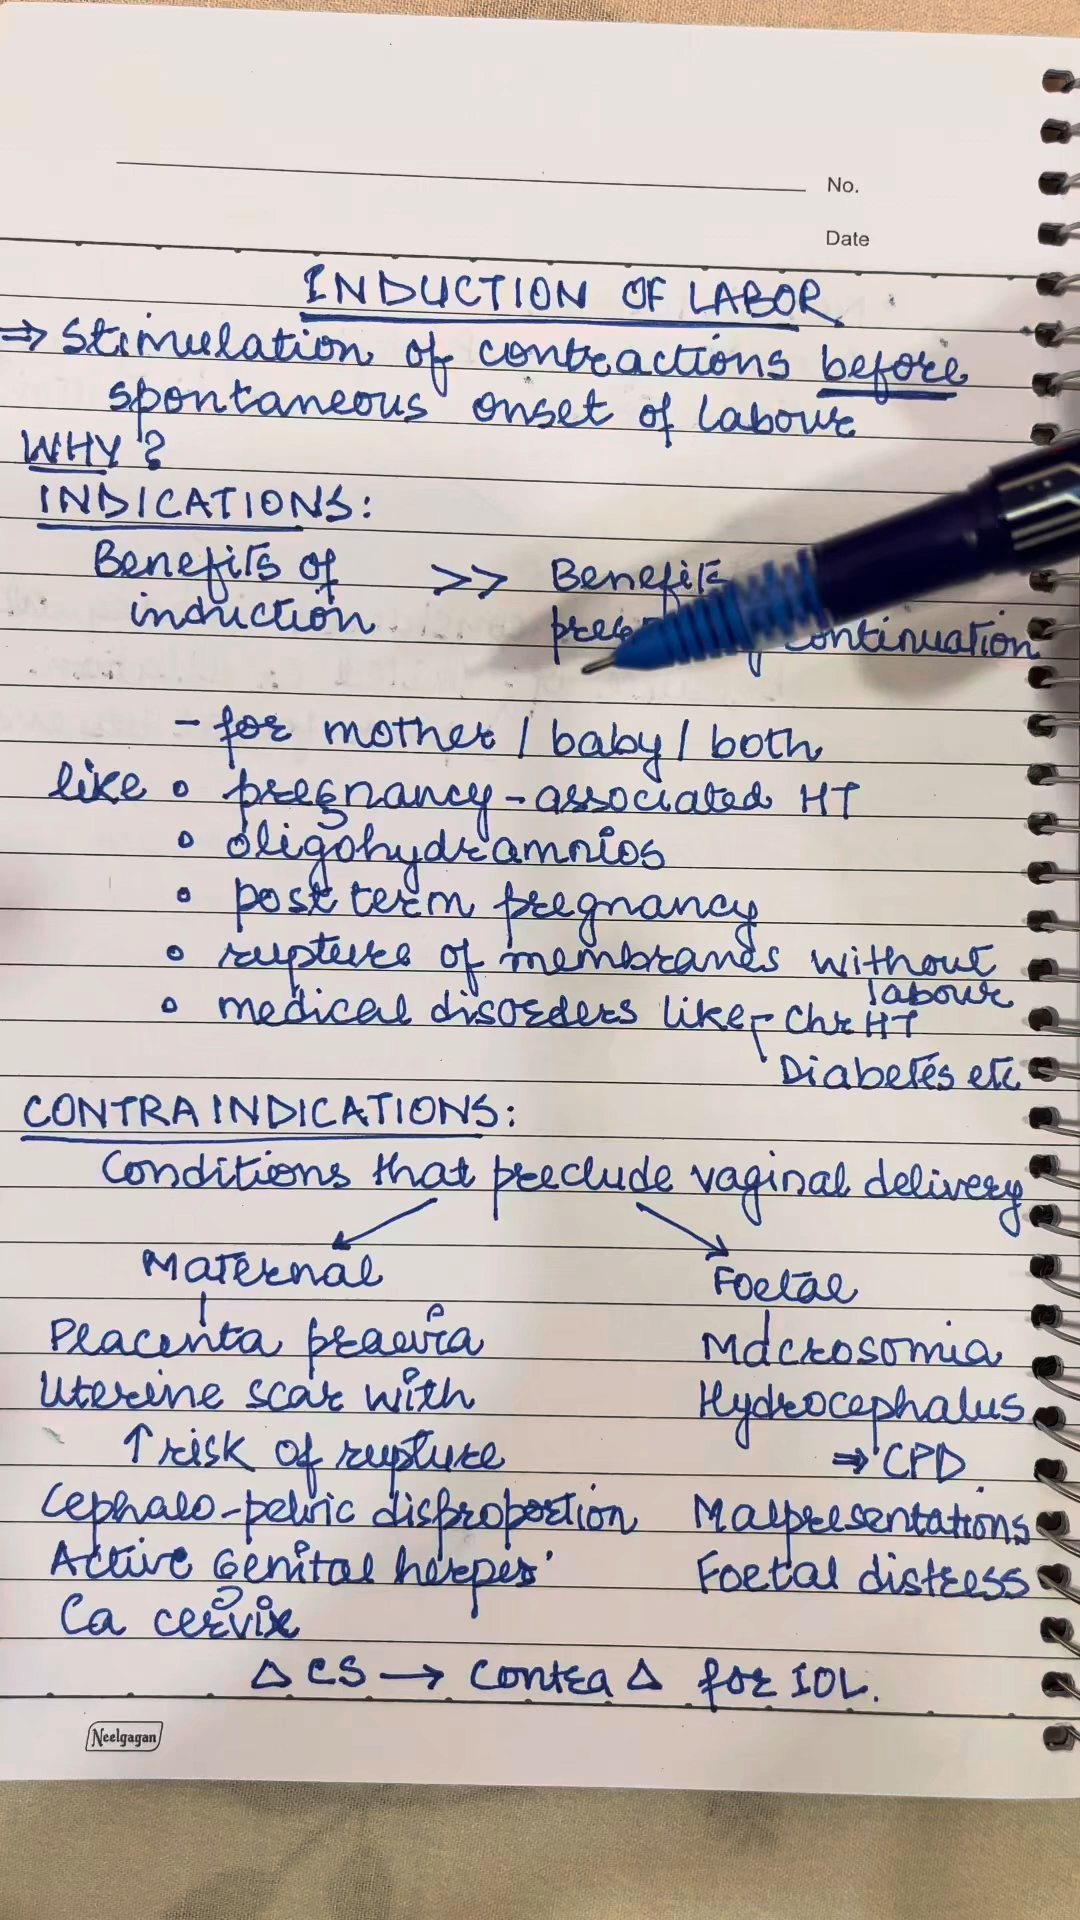 No.
Date
INDUCTION OF LABOR
⇒ Stimulation of contractions before
spontaneous onset of labour
WHY?
INDICATIONS:
Benefits of >> Benefits
induction continuation
- for mother / baby / both
like • pregnancy-associated HT
• oligohydramnios
• post term pregnancy
• rupture of membranes without
labour
• medical disorders like - Chr HT
Diabetes etc
CONTRAINDICATIONS:
Conditions that preclude vaginal delivery
Maternal Foetal
Placenta praevia Macrosomia
Uterine scar with Hydrocephalus
↑ risk of rupture ⇒ CPD
Cephalo-pelvic disproportion Malpresentations
Active Genital herpes Foetal distress
Ca cervix
Δ CS → Contra Δ for IOL.
Neelgagan